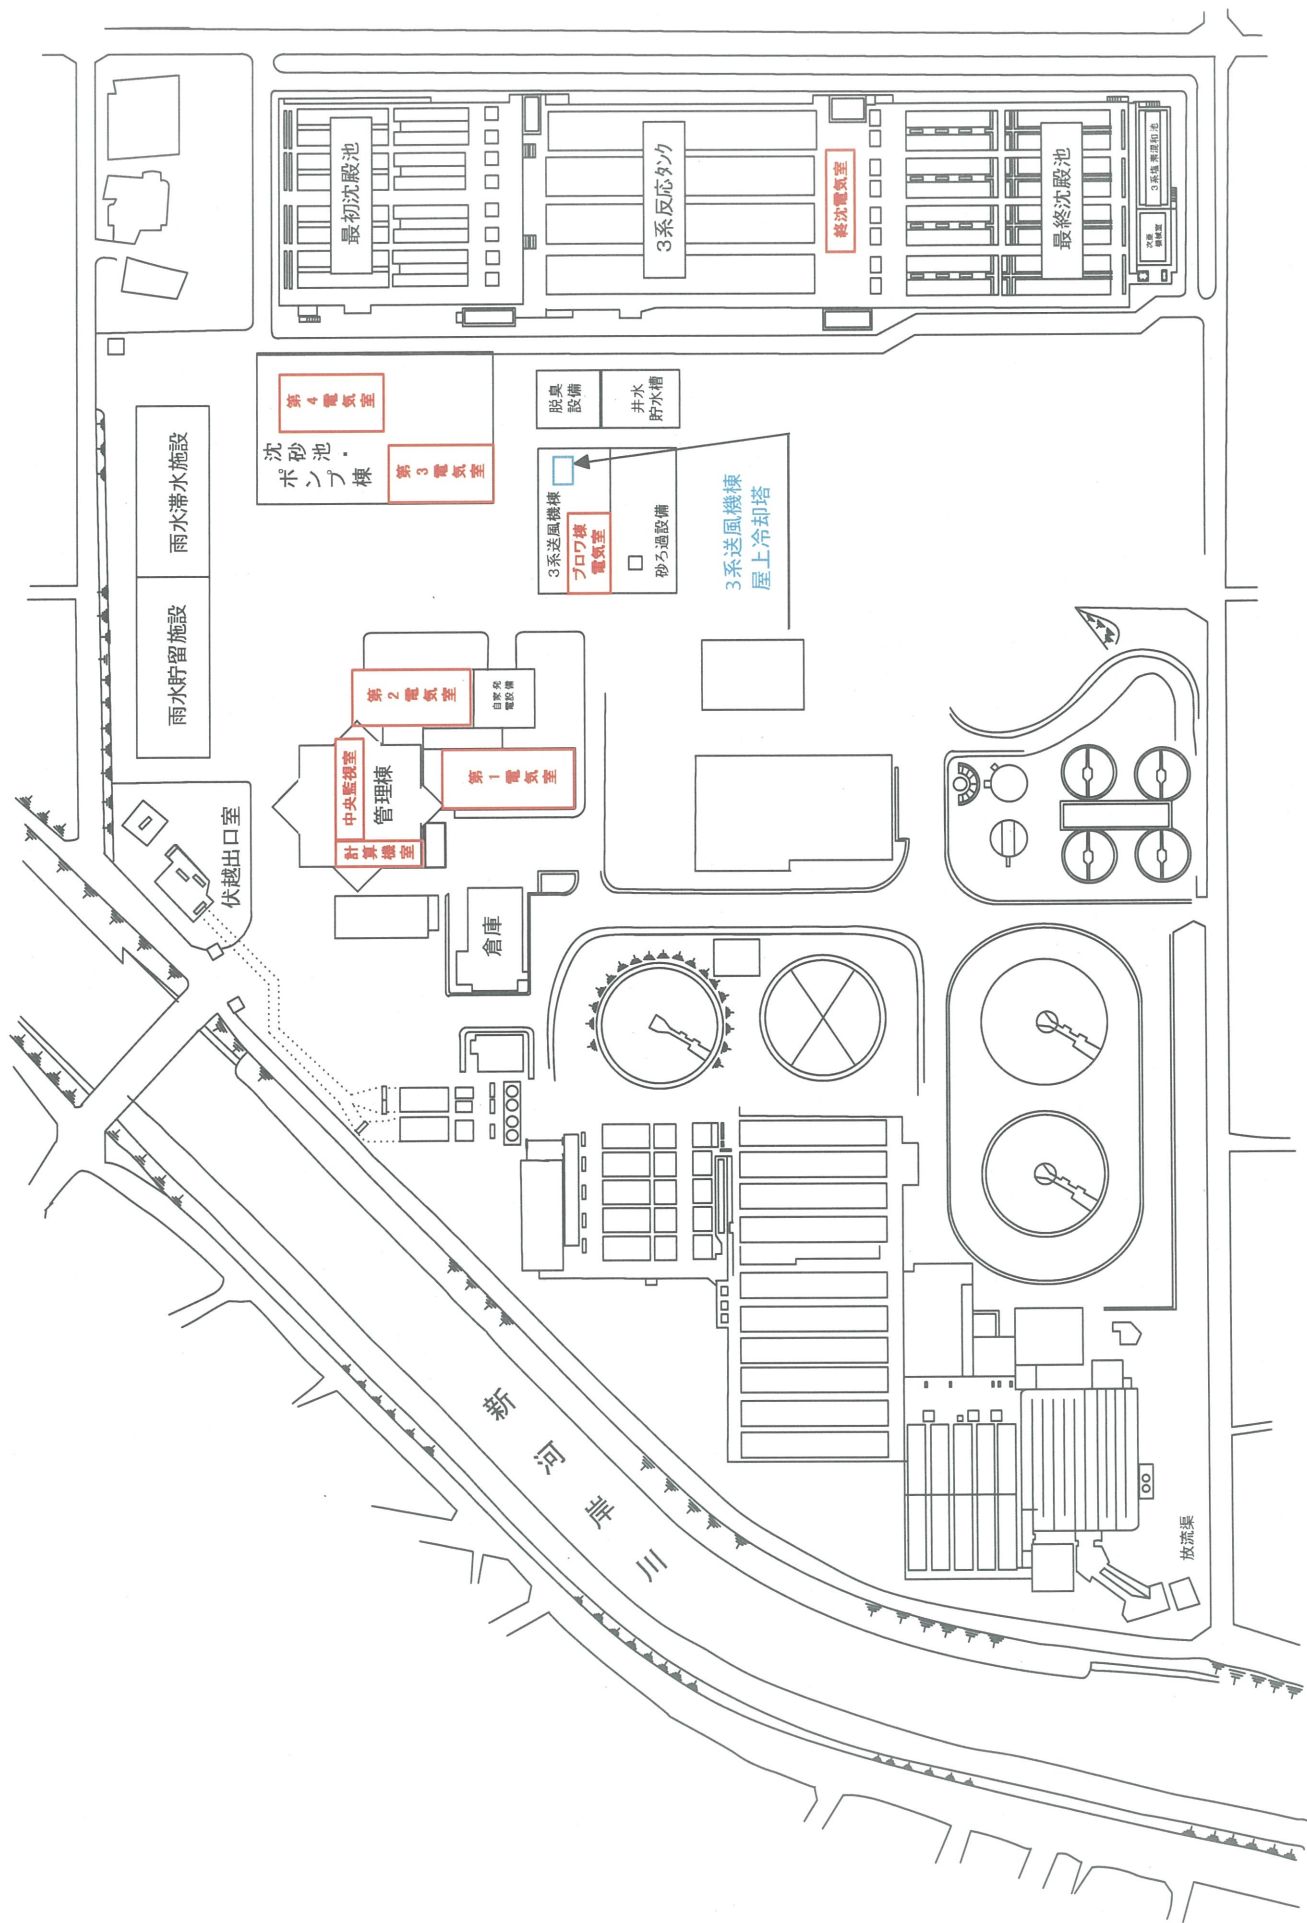 最初沈殿池
3系反応タンク
終沈電気室
最終沈殿池
3系塩素混和池
次亜
機械室
第4電気室
沈砂池・
ポンプ棟
第3電気室
脱臭
設備
井水
貯水槽
3系送風機棟
ブロワ棟
電気室
砂ろ過設備
3系送風機棟
屋上冷却塔
雨水滞水施設
雨水貯留施設
第2電気室
自家発
電設備
中央監視室
管理棟
計算機室
第1電気室
伏越出口室
倉庫
新河岸川
放流渠